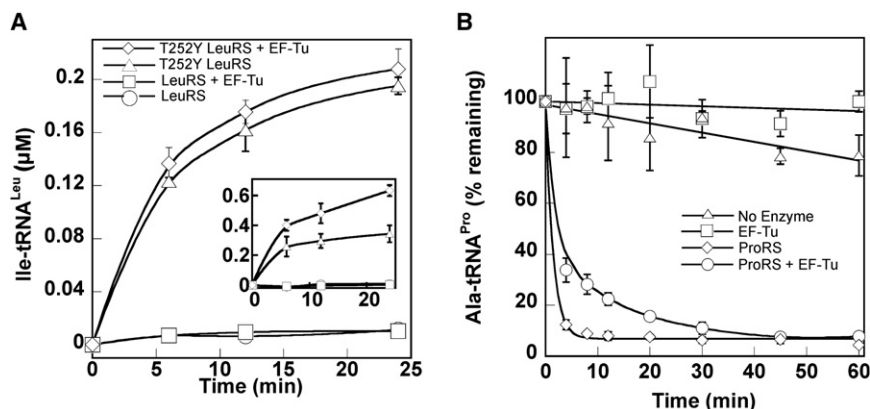 A
Ile-tRNA^Leu (μM)
0.2
0.16
0.12
0.08
0.04
0
T252Y LeuRS + EF-Tu
T252Y LeuRS
LeuRS + EF-Tu
LeuRS
0.6
0.4
0.2
0
0 10 20
0 5 10 15 20 25
Time (min)
B
Ala-tRNA^Pro (% remaining)
100
80
60
40
20
0
No Enzyme
EF-Tu
ProRS
ProRS + EF-Tu
0 10 20 30 40 50 60
Time (min)